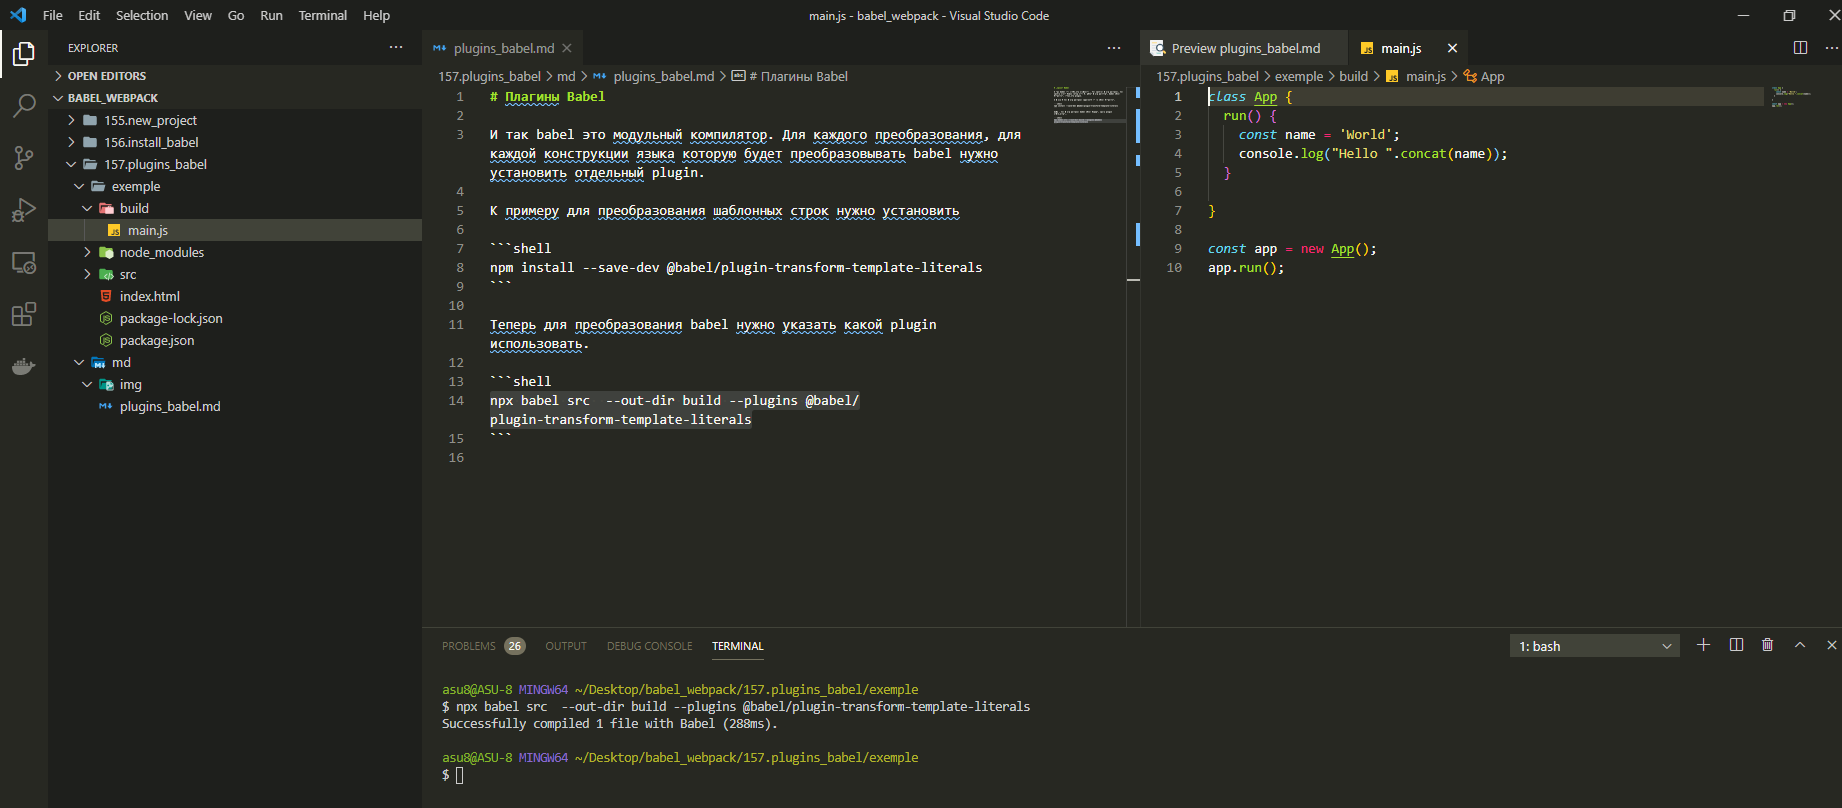 File Edit Selection View Go Run Terminal Help
main.js - babel_webpack - Visual Studio Code
EXPLORER
OPEN EDITORS
BABEL_WEBPACK
155.new_project
156.install_babel
157.plugins_babel
exemple
build
main.js
node_modules
src
index.html
package-lock.json
package.json
md
img
plugins_babel.md
plugins_babel.md
157.plugins_babel > md > plugins_babel.md > # Плагины Babel
1 # Плагины Babel
2
3 И так babel это модульный компилятор. Для каждого преобразования, для
каждой конструкции языка которую будет преобразовывать babel нужно
установить отдельный plugin.
4
5 К примеру для преобразования шаблонных строк нужно установить
6
7 ```shell
8 npm install --save-dev @babel/plugin-transform-template-literals
9 ```
10
11 Теперь для преобразования babel нужно указать какой plugin
использовать.
12
13 ```shell
14 npx babel src  --out-dir build --plugins @babel/
plugin-transform-template-literals
15 ```
16
Preview plugins_babel.md
main.js
157.plugins_babel > exemple > build > main.js > App
1 class App {
2 run() {
3 const name = 'World';
4 console.log("Hello ".concat(name));
5 }
6
7 }
8
9 const app = new App();
10 app.run();
PROBLEMS 26 OUTPUT DEBUG CONSOLE TERMINAL
1: bash
asu8@ASU-8 MINGW64 ~/Desktop/babel_webpack/157.plugins_babel/exemple
$ npx babel src  --out-dir build --plugins @babel/plugin-transform-template-literals
Successfully compiled 1 file with Babel (288ms).
asu8@ASU-8 MINGW64 ~/Desktop/babel_webpack/157.plugins_babel/exemple
$